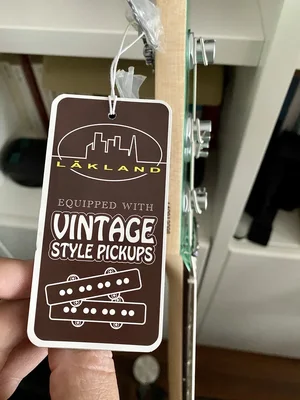 LÄKLAND
EQUIPPED WITH
VINTAGE
STYLE PICKUPS